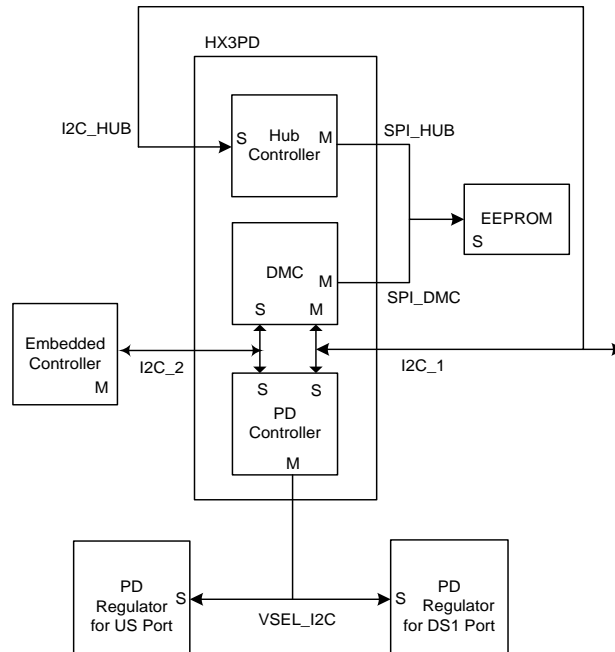 HX3PD
I2C_HUB
S
Hub
Controller
M
SPI_HUB
EEPROM
S
DMC
M
S
M
SPI_DMC
Embedded
Controller
M
I2C_2
I2C_1
S
S
PD
Controller
M
PD
Regulator
for US Port
S
VSEL_I2C
S
PD
Regulator
for DS1 Port